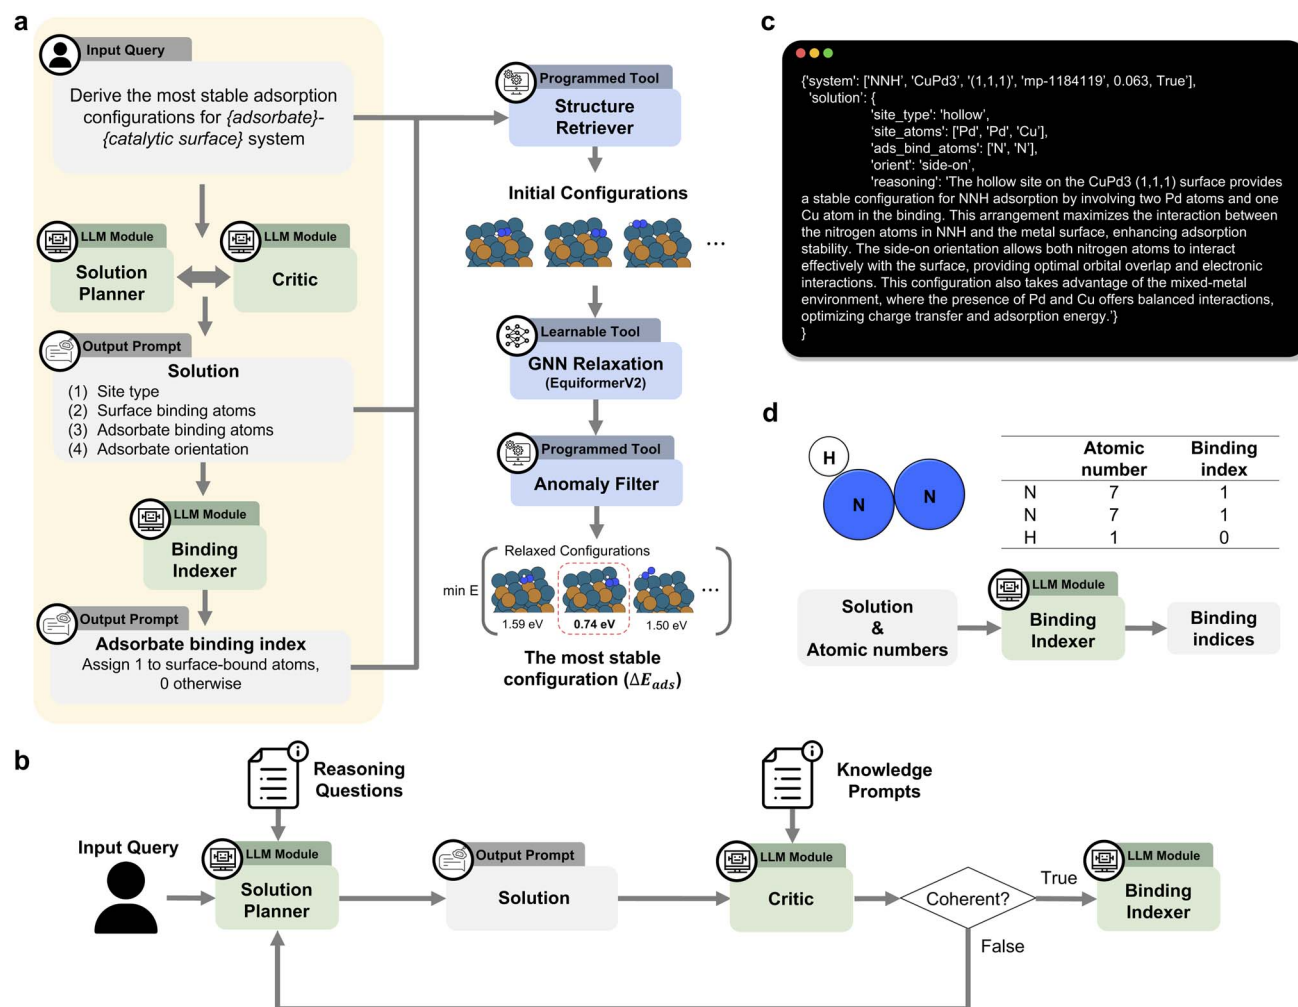 a
Input Query
Derive the most stable adsorption
configurations for {adsorbate}-
{catalytic surface} system
LLM Module
Solution
Planner
LLM Module
Critic
Output Prompt
Solution
(1) Site type
(2) Surface binding atoms
(3) Adsorbate binding atoms
(4) Adsorbate orientation
LLM Module
Binding
Indexer
Output Prompt
Adsorbate binding index
Assign 1 to surface-bound atoms,
0 otherwise
Programmed Tool
Structure
Retriever
Initial Configurations
...
Learnable Tool
GNN Relaxation
(EquiformerV2)
Programmed Tool
Anomaly Filter
Relaxed Configurations
min E
...
1.59 eV
0.74 eV
1.50 eV
The most stable
configuration (ΔE_ads)
c
{'system': ['NNH', 'CuPd3', '(1,1,1)', 'mp-1184119', 0.063, True'],
'solution': {
'site_type': 'hollow',
'site_atoms': ['Pd', 'Pd', 'Cu'],
'ads_bind_atoms': ['N', 'N'],
'orient': 'side-on',
'reasoning': 'The hollow site on the CuPd3 (1,1,1) surface provides
a stable configuration for NNH adsorption by involving two Pd atoms and one
Cu atom in the binding. This arrangement maximizes the interaction between
the nitrogen atoms in NNH and the metal surface, enhancing adsorption
stability. The side-on orientation allows both nitrogen atoms to interact
effectively with the surface, providing optimal orbital overlap and electronic
interactions. This configuration also takes advantage of the mixed-metal
environment, where the presence of Pd and Cu offers balanced interactions,
optimizing charge transfer and adsorption energy.'}
}
d
H
N
N
Atomic number
Binding index
N 7 1
N 7 1
H 1 0
Solution
&
Atomic numbers
LLM Module
Binding
Indexer
Binding
indices
b
Input Query
Reasoning
Questions
LLM Module
Solution
Planner
Output Prompt
Solution
Knowledge
Prompts
LLM Module
Critic
Coherent?
True
False
LLM Module
Binding
Indexer